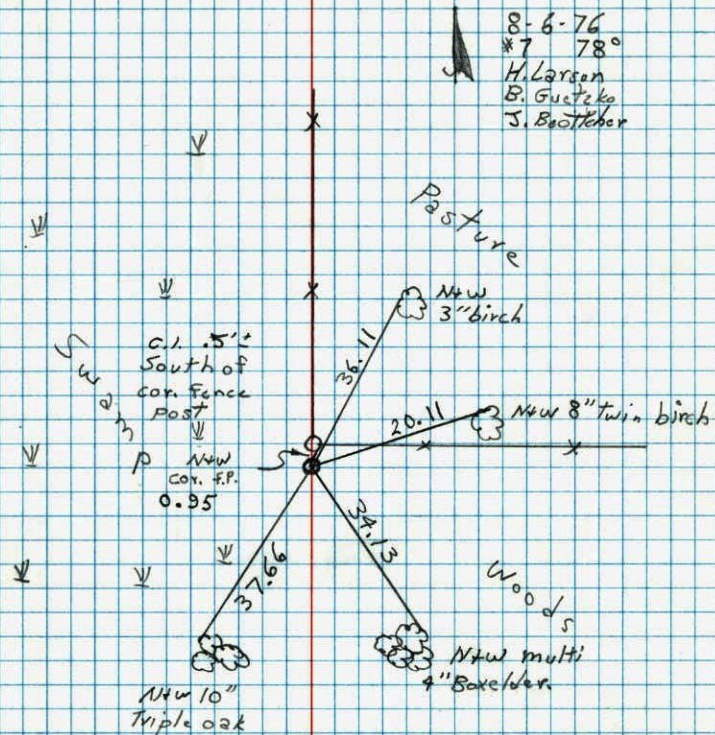 8-6-76
#7 78°
H. Larson
B. Guetzko
J. Boettcher
Pasture
N+W
3" birch
36.11
C.I. .5'±
South of
cor. fence
post
Swamp
20.11
N+W 8" twin birch
N+W
cor. f.P.
0.95
34.13
37.66
Woods
N+W multi
4" Boxelder.
N+W 10"
Triple oak